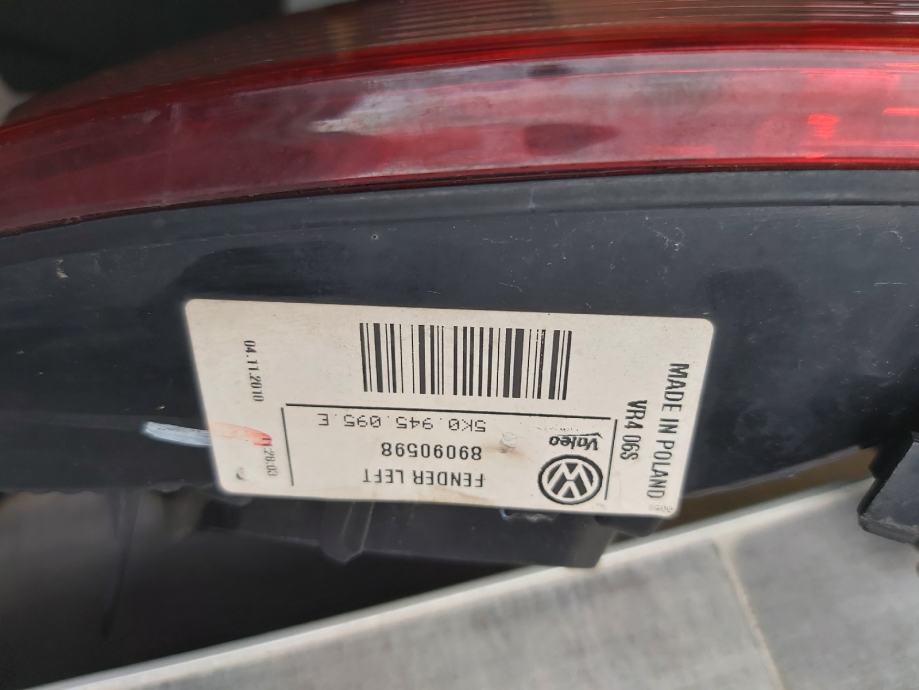 FENDER LEFT
89090598
Valeo
5K0.945.095.E
MADE IN POLAND
VR4 06S
04.11.2010